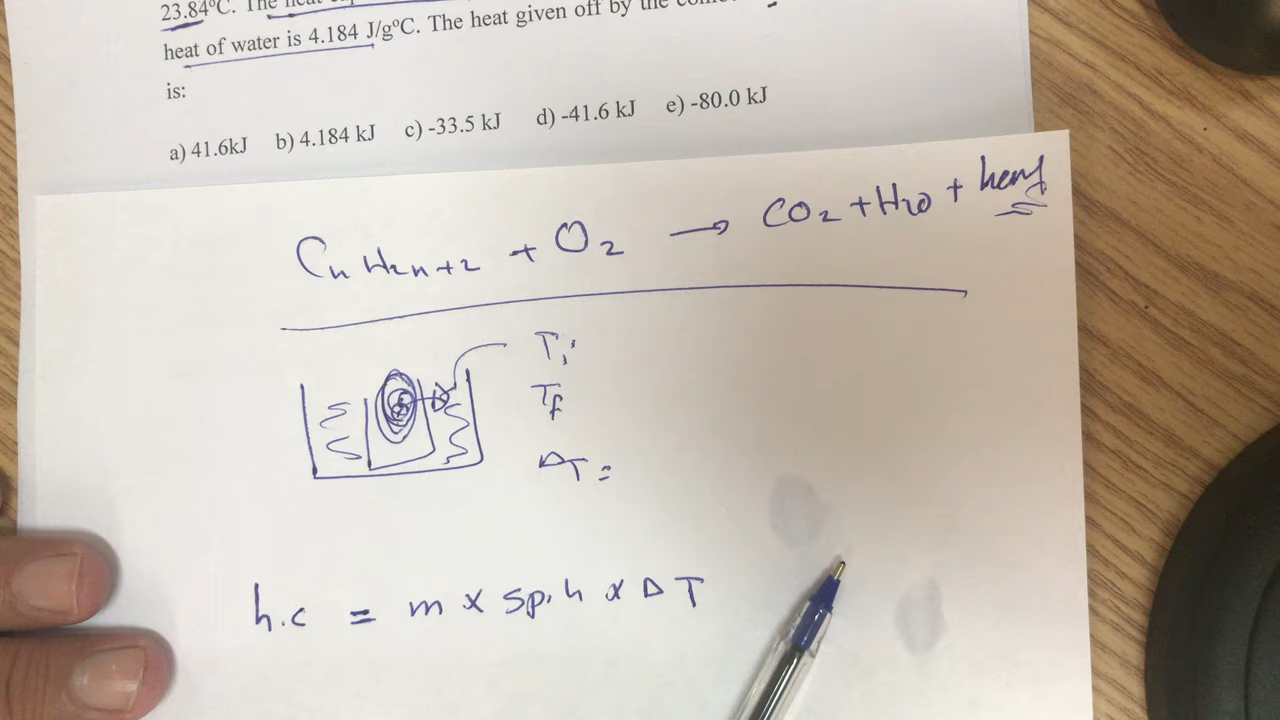 23.84°C. The heat
heat of water is 4.184 J/g°C. The heat given off by the
is:
a) 41.6kJ b) 4.184 kJ c) -33.5 kJ d) -41.6 kJ e) -80.0 kJ
CnH2n+2 + O2 → CO2 + H2O + heat
Ti
Tf
ΔT =
h.c = m x sp.h x ΔT